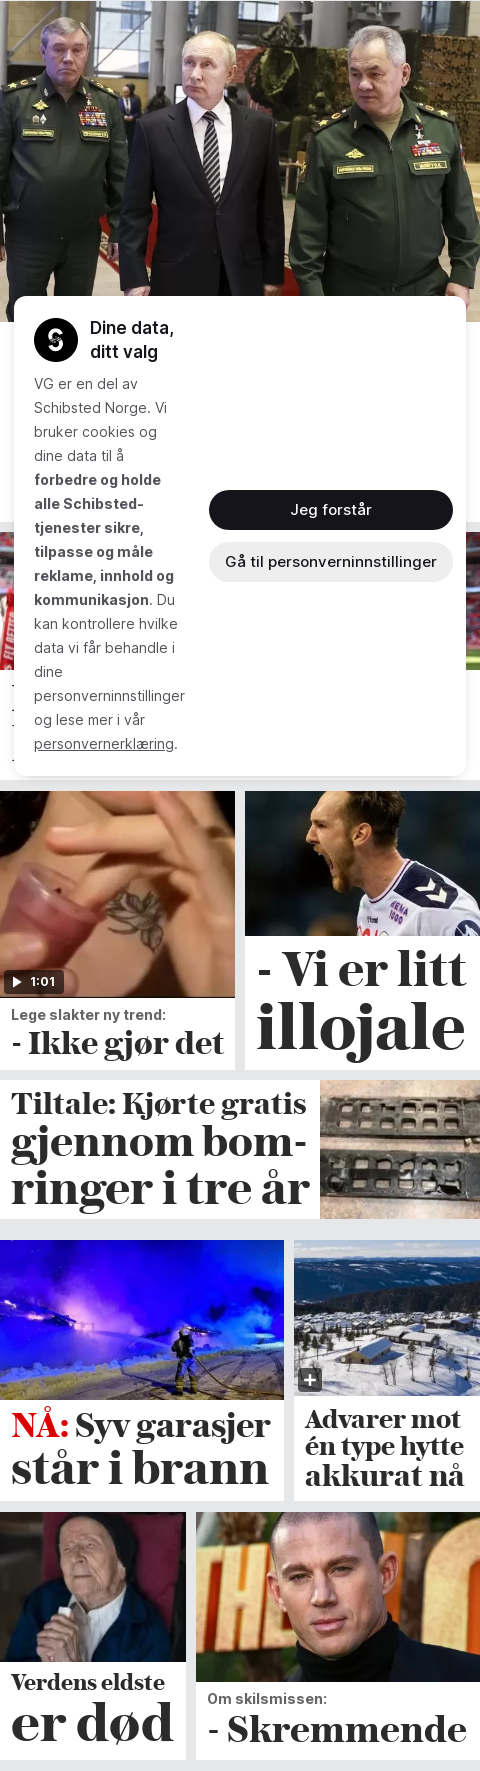 Dine data,
ditt valg
VG er en del av
Schibsted Norge. Vi
bruker cookies og
dine data til å
forbedre og holde
alle Schibsted-
tjenester sikre,
tilpasse og måle
reklame, innhold og
kommunikasjon. Du
kan kontrollere hvilke
data vi får behandle i
dine
personverninnstillinger
og lese mer i vår
personvernerklæring.
Jeg forstår
Gå til personverninnstillinger
1:01
Lege slakter ny trend:
- Ikke gjør det
- Vi er litt
illojale
Tiltale: Kjørte gratis
gjennom bom-
ringer i tre år
NÅ: Syv garasjer
står i brann
Advarer mot
én type hytte
akkurat nå
Verdens eldste
er død
Om skilsmissen:
- Skremmende